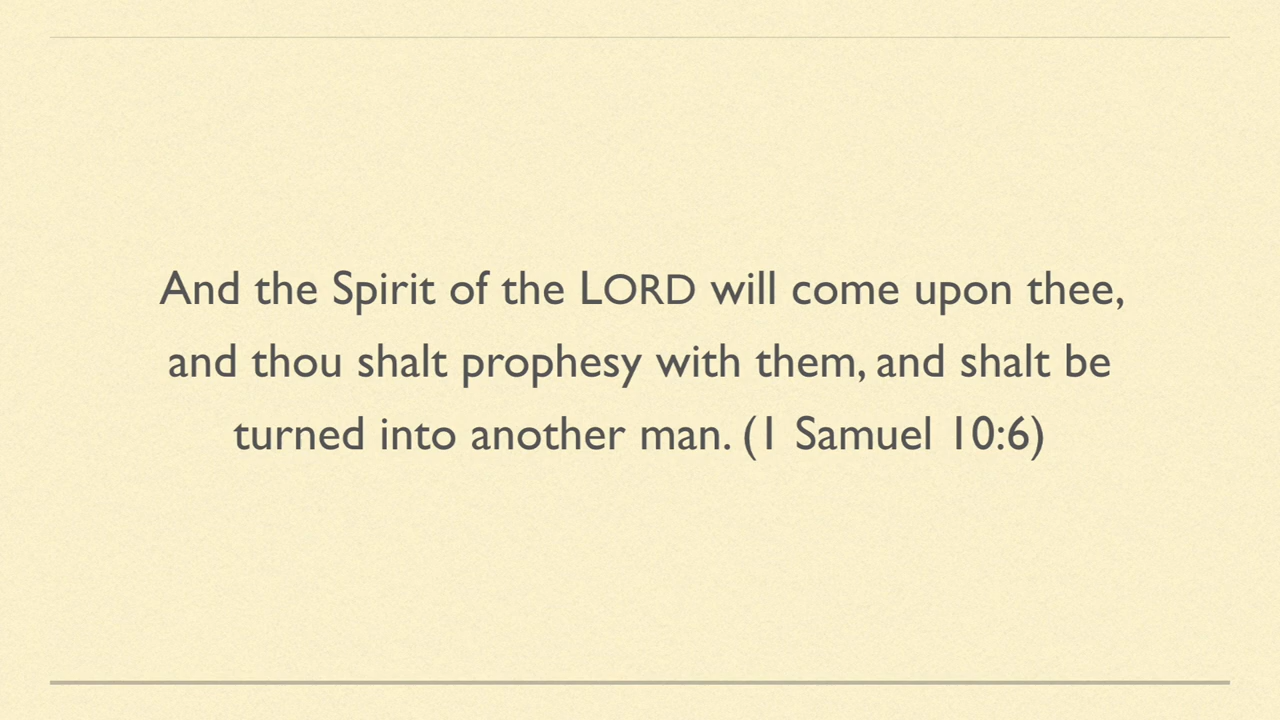 And the Spirit of the LORD will come upon thee,
and thou shalt prophesy with them, and shalt be
turned into another man. (1 Samuel 10:6)